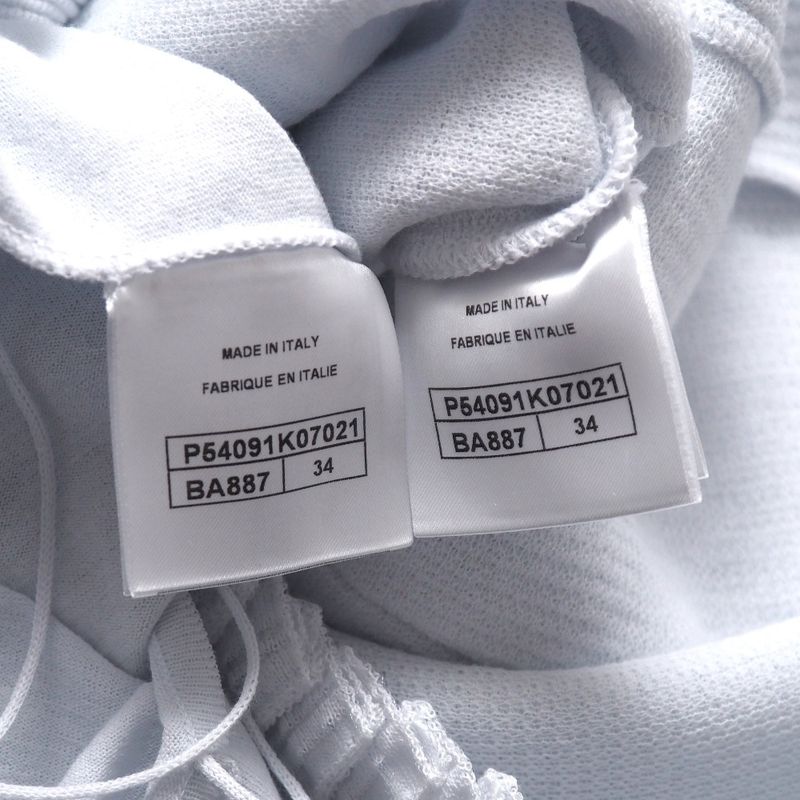 MADE IN ITALY
FABRIQUE EN ITALIE
P54091K07021
BA887 34
MADE IN ITALY
FABRIQUE EN ITALIE
P54091K07021
BA887 34